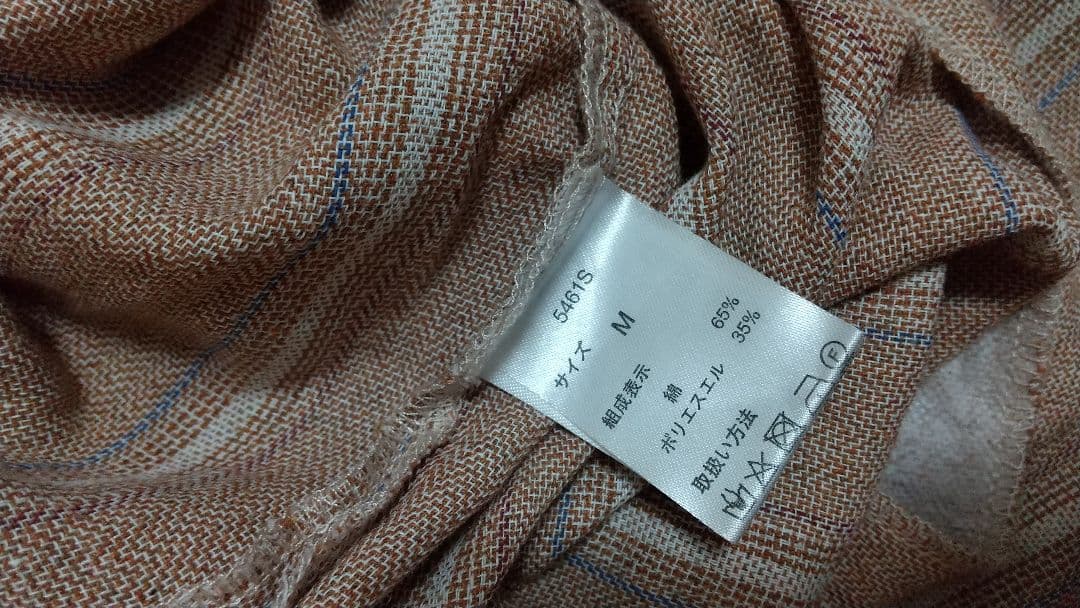 5461S
サイズ M
組成表示
綿 65%
ポリエステル 35%
取扱い方法
F